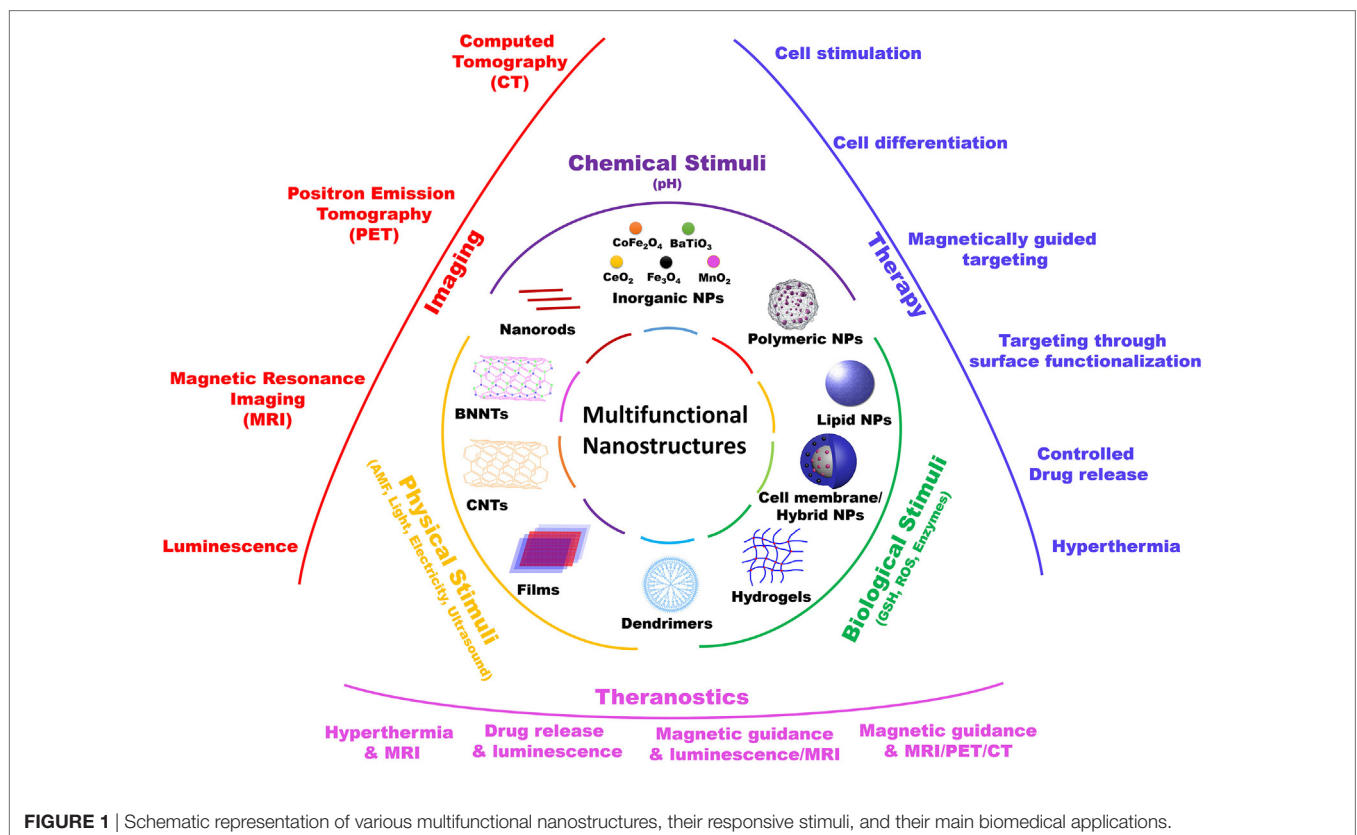 Computed
Tomography
(CT)
Positron Emission
Tomography
(PET)
Magnetic Resonance
Imaging
(MRI)
Luminescence
Imaging
Cell stimulation
Cell differentiation
Magnetically guided
targeting
Targeting through
surface functionalization
Controlled
Drug release
Hyperthermia
Therapy
Chemical Stimuli
(pH)
CoFe₂O₄ BaTiO₃
CeO₂ Fe₃O₄ MnO₂
Inorganic NPs
Nanorods
Polymeric NPs
BNNTs
Lipid NPs
Multifunctional
Nanostructures
CNTs
Cell membrane/
Hybrid NPs
Films
Hydrogels
Dendrimers
Physical Stimuli
(AMF, Light, Electricity, Ultrasound)
Biological Stimuli
(GSH, ROS, Enzymes)
Theranostics
Hyperthermia
& MRI
Drug release
& luminescence
Magnetic guidance
& luminescence/MRI
Magnetic guidance
& MRI/PET/CT
FIGURE 1 | Schematic representation of various multifunctional nanostructures, their responsive stimuli, and their main biomedical applications.